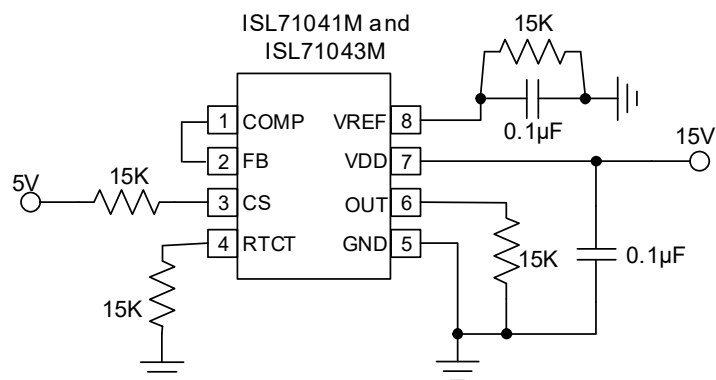 ISL71041M and
ISL71043M
15K
0.1µF
1 COMP VREF 8
2 FB VDD 7
15V
5V
15K
3 CS OUT 6
4 RTCT GND 5
15K
0.1µF
15K